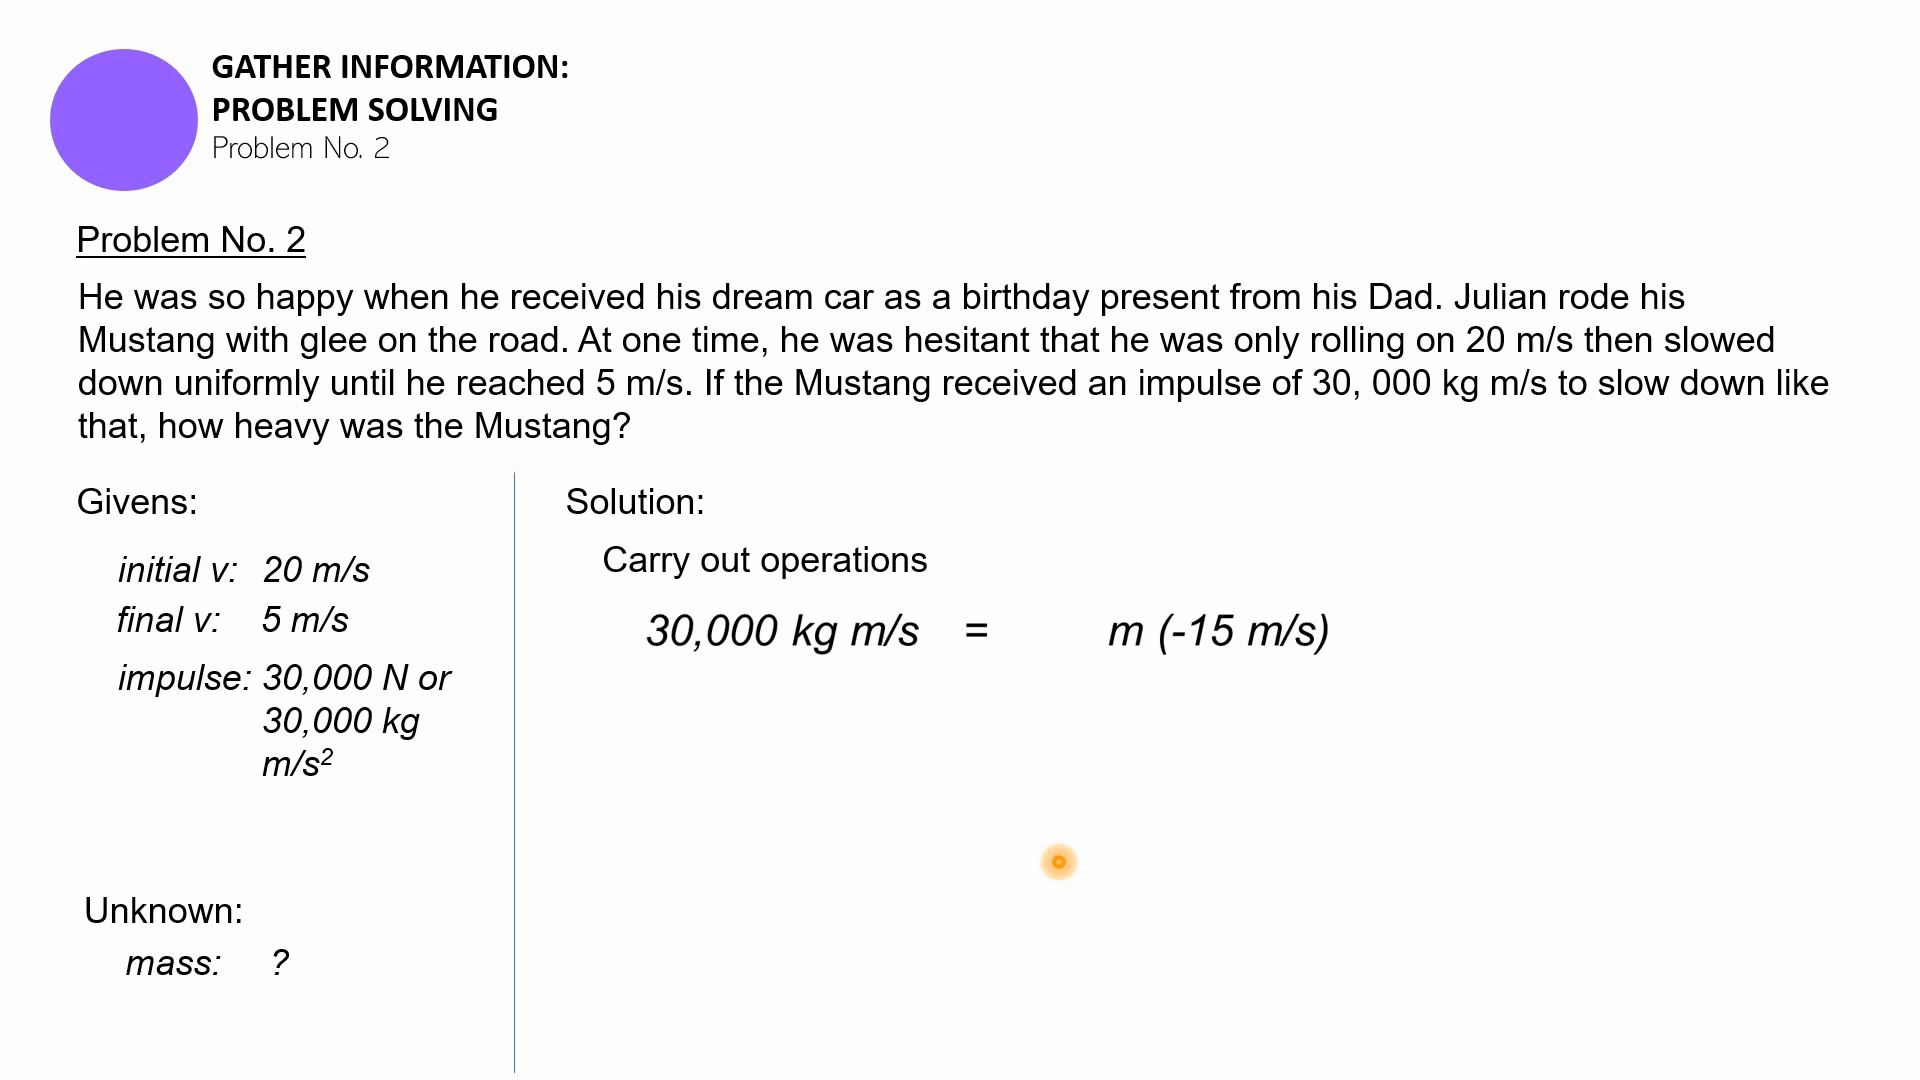 GATHER INFORMATION:
PROBLEM SOLVING
Problem No. 2
Problem No. 2
He was so happy when he received his dream car as a birthday present from his Dad. Julian rode his
Mustang with glee on the road. At one time, he was hesitant that he was only rolling on 20 m/s then slowed
down uniformly until he reached 5 m/s. If the Mustang received an impulse of 30, 000 kg m/s to slow down like
that, how heavy was the Mustang?
Givens:
initial v: 20 m/s
final v: 5 m/s
impulse: 30,000 N or
30,000 kg
m/s²
Unknown:
mass: ?
Solution:
Carry out operations
30,000 kg m/s = m (-15 m/s)